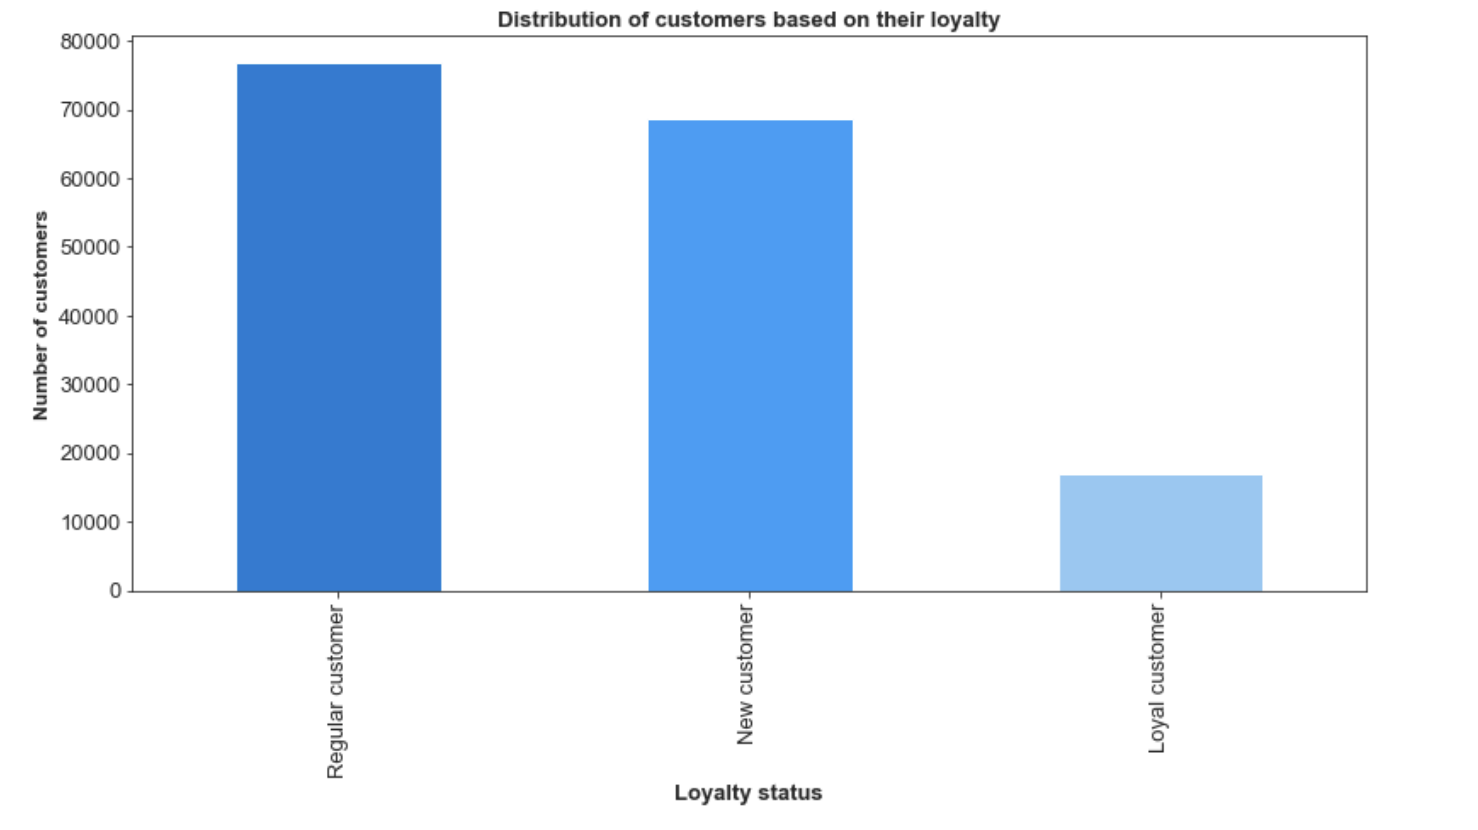 Distribution of customers based on their loyalty
80000
70000
60000
50000
40000
30000
20000
10000
0
Number of customers
Regular customer
New customer
Loyal customer
Loyalty status